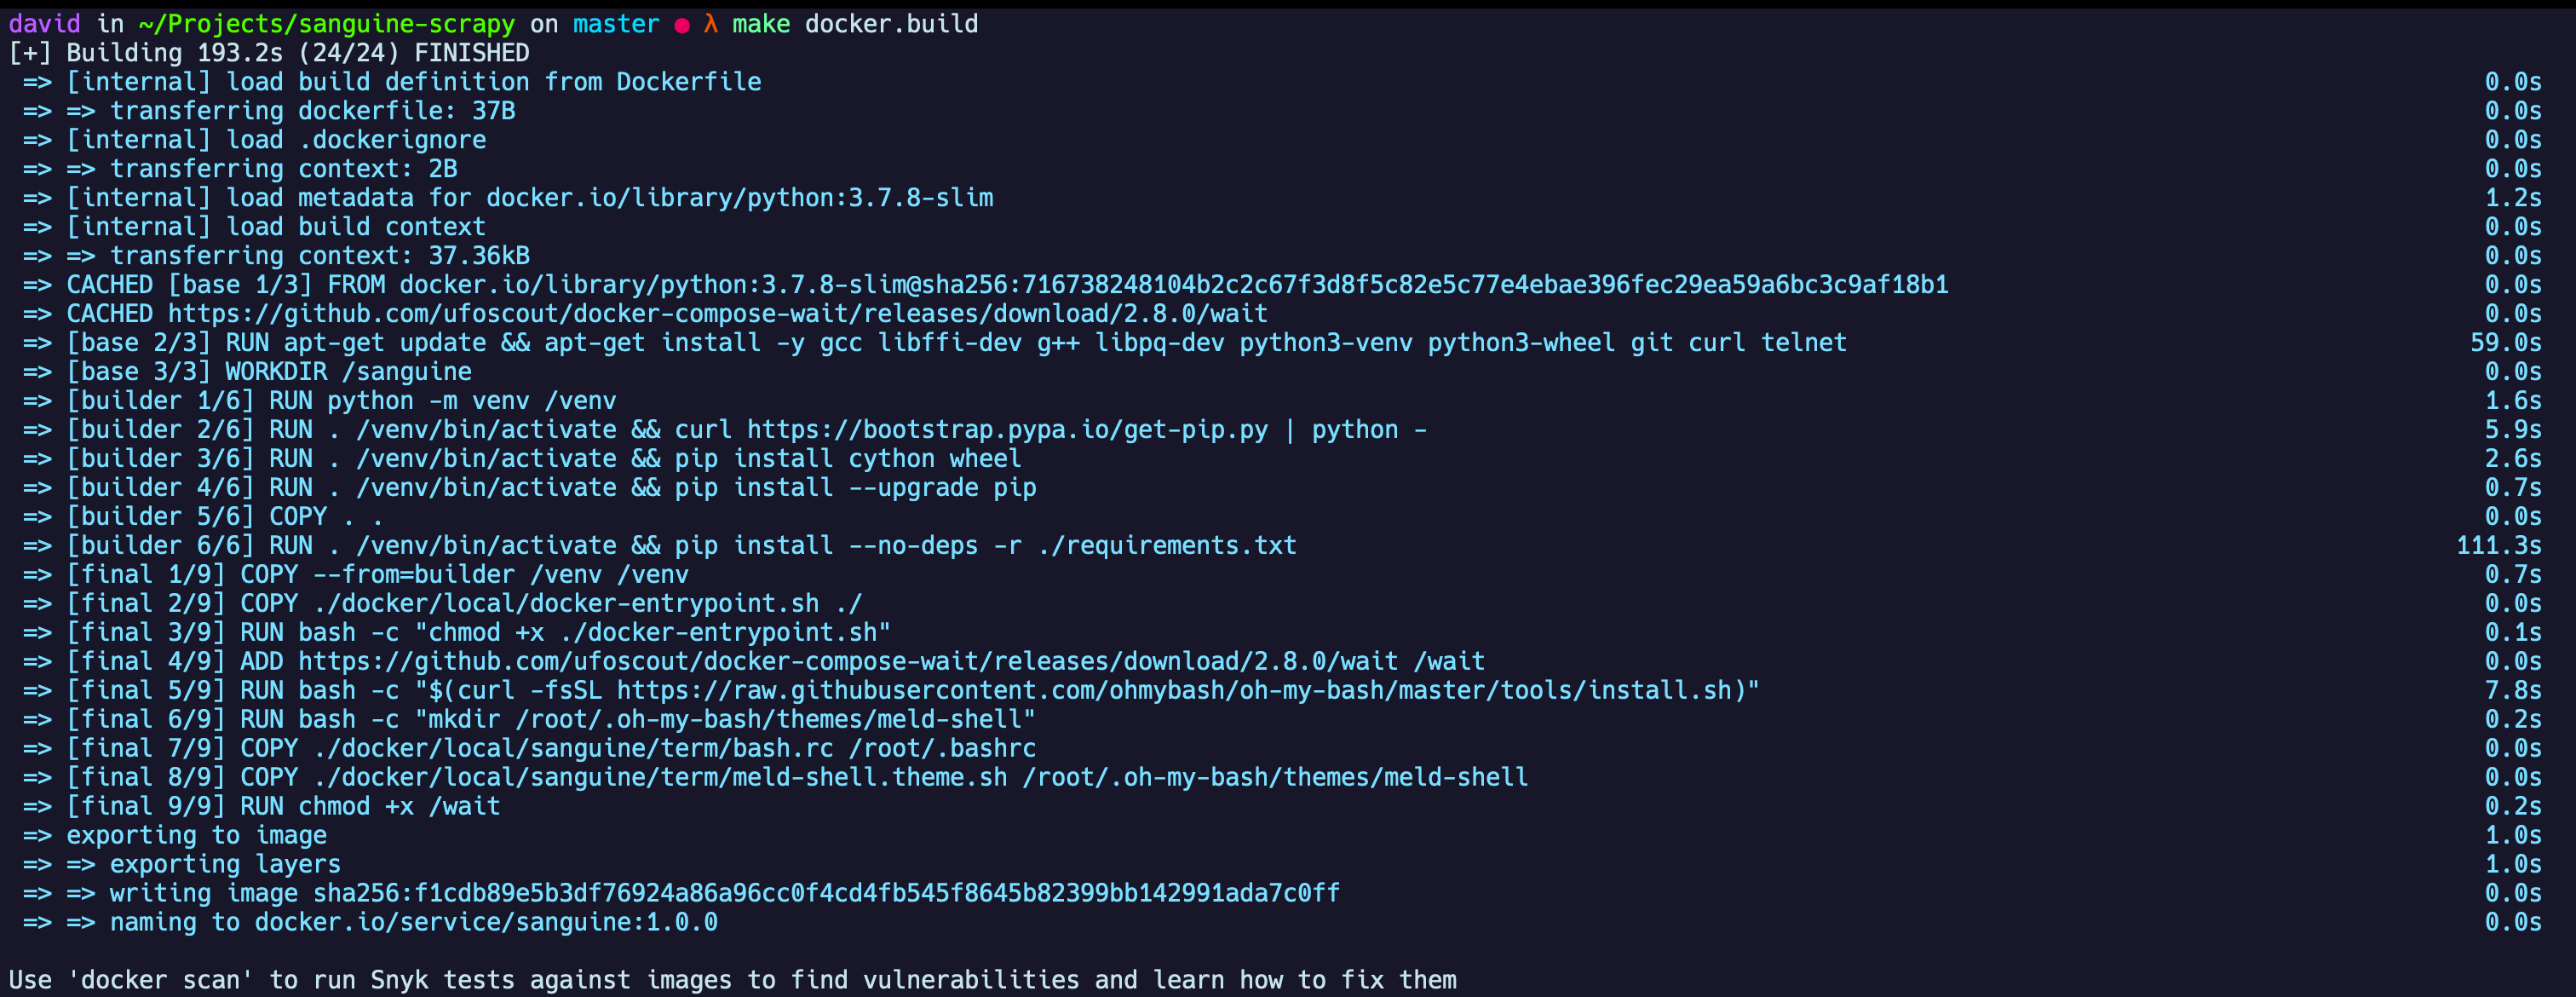 david in ~/Projects/sanguine-scrapy on master ● λ make docker.build
[+] Building 193.2s (24/24) FINISHED
=> [internal] load build definition from Dockerfile 0.0s
=> => transferring dockerfile: 37B 0.0s
=> [internal] load .dockerignore 0.0s
=> => transferring context: 2B 0.0s
=> [internal] load metadata for docker.io/library/python:3.7.8-slim 1.2s
=> [internal] load build context 0.0s
=> => transferring context: 37.36kB 0.0s
=> CACHED [base 1/3] FROM docker.io/library/python:3.7.8-slim@sha256:716738248104b2c2c67f3d8f5c82e5c77e4ebae396fec29ea59a6bc3c9af18b1 0.0s
=> CACHED https://github.com/ufoscout/docker-compose-wait/releases/download/2.8.0/wait 0.0s
=> [base 2/3] RUN apt-get update && apt-get install -y gcc libffi-dev g++ libpq-dev python3-venv python3-wheel git curl telnet 59.0s
=> [base 3/3] WORKDIR /sanguine 0.0s
=> [builder 1/6] RUN python -m venv /venv 1.6s
=> [builder 2/6] RUN . /venv/bin/activate && curl https://bootstrap.pypa.io/get-pip.py | python - 5.9s
=> [builder 3/6] RUN . /venv/bin/activate && pip install cython wheel 2.6s
=> [builder 4/6] RUN . /venv/bin/activate && pip install --upgrade pip 0.7s
=> [builder 5/6] COPY . . 0.0s
=> [builder 6/6] RUN . /venv/bin/activate && pip install --no-deps -r ./requirements.txt 111.3s
=> [final 1/9] COPY --from=builder /venv /venv 0.7s
=> [final 2/9] COPY ./docker/local/docker-entrypoint.sh ./ 0.0s
=> [final 3/9] RUN bash -c "chmod +x ./docker-entrypoint.sh" 0.1s
=> [final 4/9] ADD https://github.com/ufoscout/docker-compose-wait/releases/download/2.8.0/wait /wait 0.0s
=> [final 5/9] RUN bash -c "$(curl -fsSL https://raw.githubusercontent.com/ohmybash/oh-my-bash/master/tools/install.sh)" 7.8s
=> [final 6/9] RUN bash -c "mkdir /root/.oh-my-bash/themes/meld-shell" 0.2s
=> [final 7/9] COPY ./docker/local/sanguine/term/bash.rc /root/.bashrc 0.0s
=> [final 8/9] COPY ./docker/local/sanguine/term/meld-shell.theme.sh /root/.oh-my-bash/themes/meld-shell 0.0s
=> [final 9/9] RUN chmod +x /wait 0.2s
=> exporting to image 1.0s
=> => exporting layers 1.0s
=> => writing image sha256:f1cdb89e5b3df76924a86a96cc0f4cd4fb545f8645b82399bb142991ada7c0ff 0.0s
=> => naming to docker.io/service/sanguine:1.0.0 0.0s
Use 'docker scan' to run Snyk tests against images to find vulnerabilities and learn how to fix them